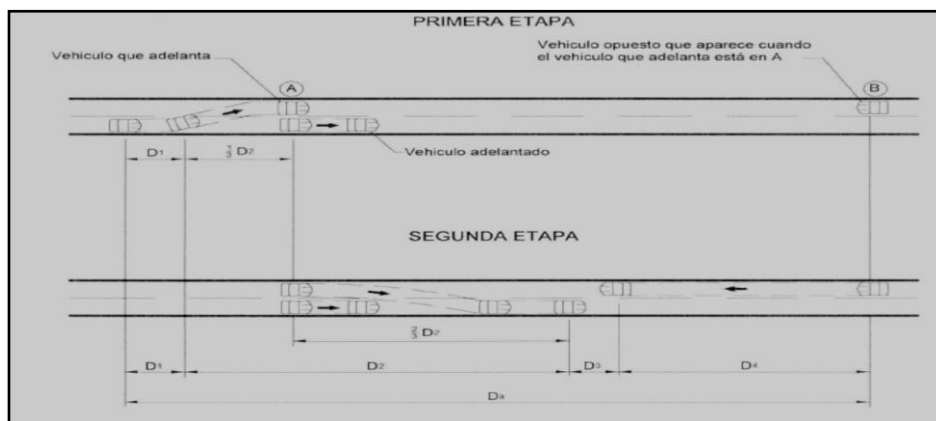 PRIMERA ETAPA
Vehiculo que adelanta
Vehiculo opuesto que aparece cuando
el vehiculo que adelanta está en A
A
B
Vehiculo adelantado
D1
1/3 D2
SEGUNDA ETAPA
2/3 D2
D1
D2
D3
D4
Da